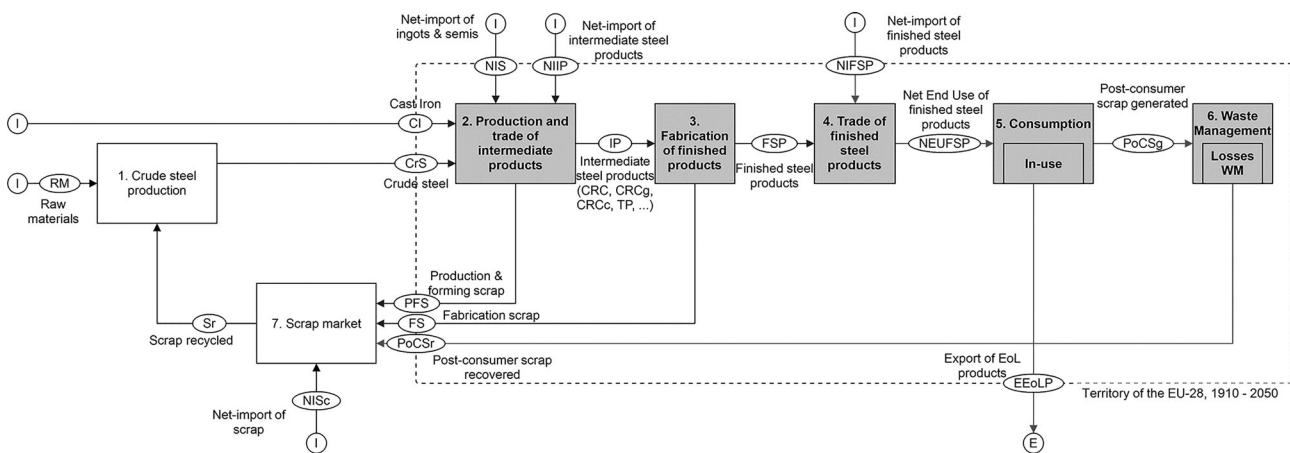 I
Net-import of
ingots & semis
NIS
I
Net-import of
intermediate steel
products
NIIP
I
Net-import of
finished steel
products
NIFSP
I
Cast Iron
CI
I
RM
Raw
materials
1. Crude steel
production
CrS
Crude steel
2. Production and
trade of
intermediate
products
IP
Intermediate
steel products
(CRC, CRCg,
CRCc, TP, ...)
3.
Fabrication
of finished
products
FSP
Finished steel
products
4. Trade of
finished
steel
products
Net End Use of
finished steel
products
NEUFSP
5. Consumption
In-use
Post-consumer
scrap generated
PoCSg
6. Waste
Management
Losses
WM
Production &
forming scrap
PFS
FS
Fabrication scrap
PoCSr
Post-consumer scrap
recovered
7. Scrap market
Sr
Scrap recycled
NISc
Net-import of
scrap
I
Export of EoL
products
EEoLP
E
Territory of the EU-28, 1910 - 2050